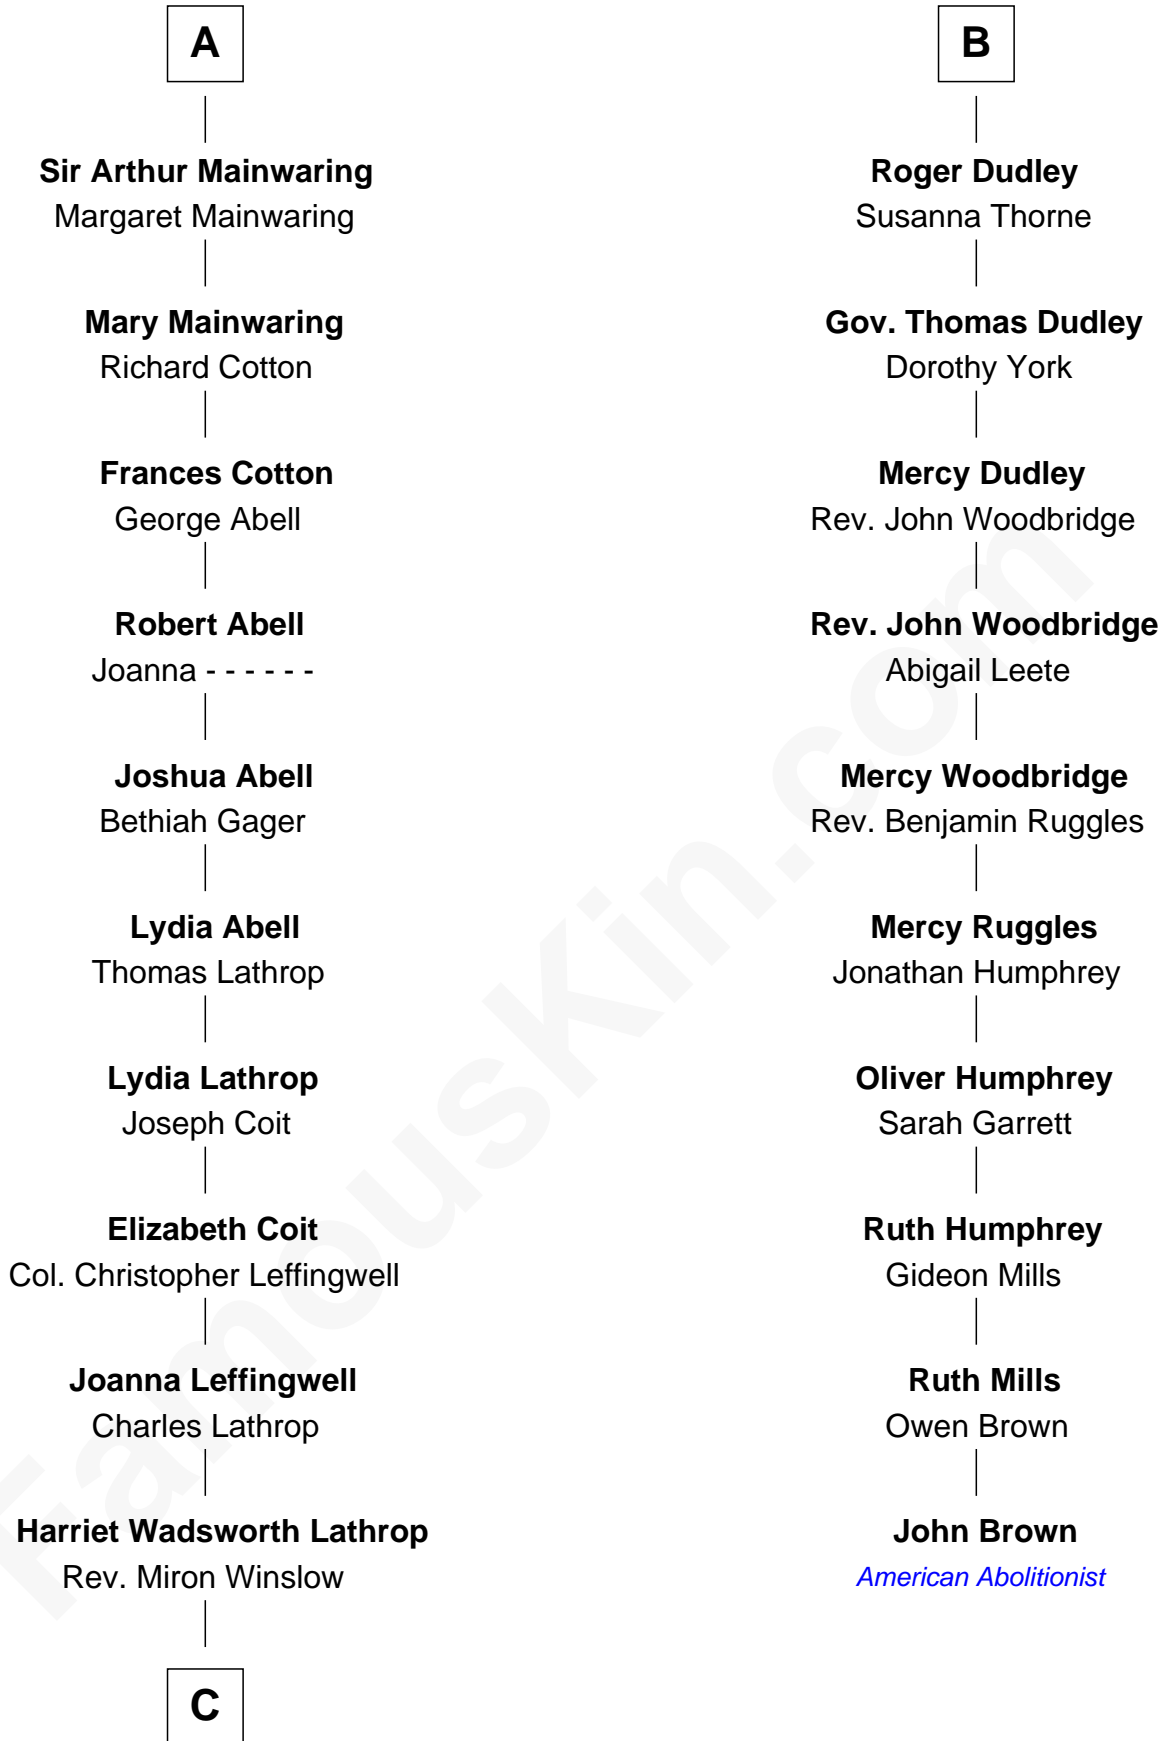 A
Sir Arthur Mainwaring
Margaret Mainwaring
Mary Mainwaring
Richard Cotton
Frances Cotton
George Abell
Robert Abell
Joanna - - - - - -
Joshua Abell
Bethiah Gager
Lydia Abell
Thomas Lathrop
Lydia Lathrop
Joseph Coit
Elizabeth Coit
Col. Christopher Leffingwell
Joanna Leffingwell
Charles Lathrop
Harriet Wadsworth Lathrop
Rev. Miron Winslow
C
B
Roger Dudley
Susanna Thorne
Gov. Thomas Dudley
Dorothy York
Mercy Dudley
Rev. John Woodbridge
Rev. John Woodbridge
Abigail Leete
Mercy Woodbridge
Rev. Benjamin Ruggles
Mercy Ruggles
Jonathan Humphrey
Oliver Humphrey
Sarah Garrett
Ruth Humphrey
Gideon Mills
Ruth Mills
Owen Brown
John Brown
American Abolitionist
FamousKin.com